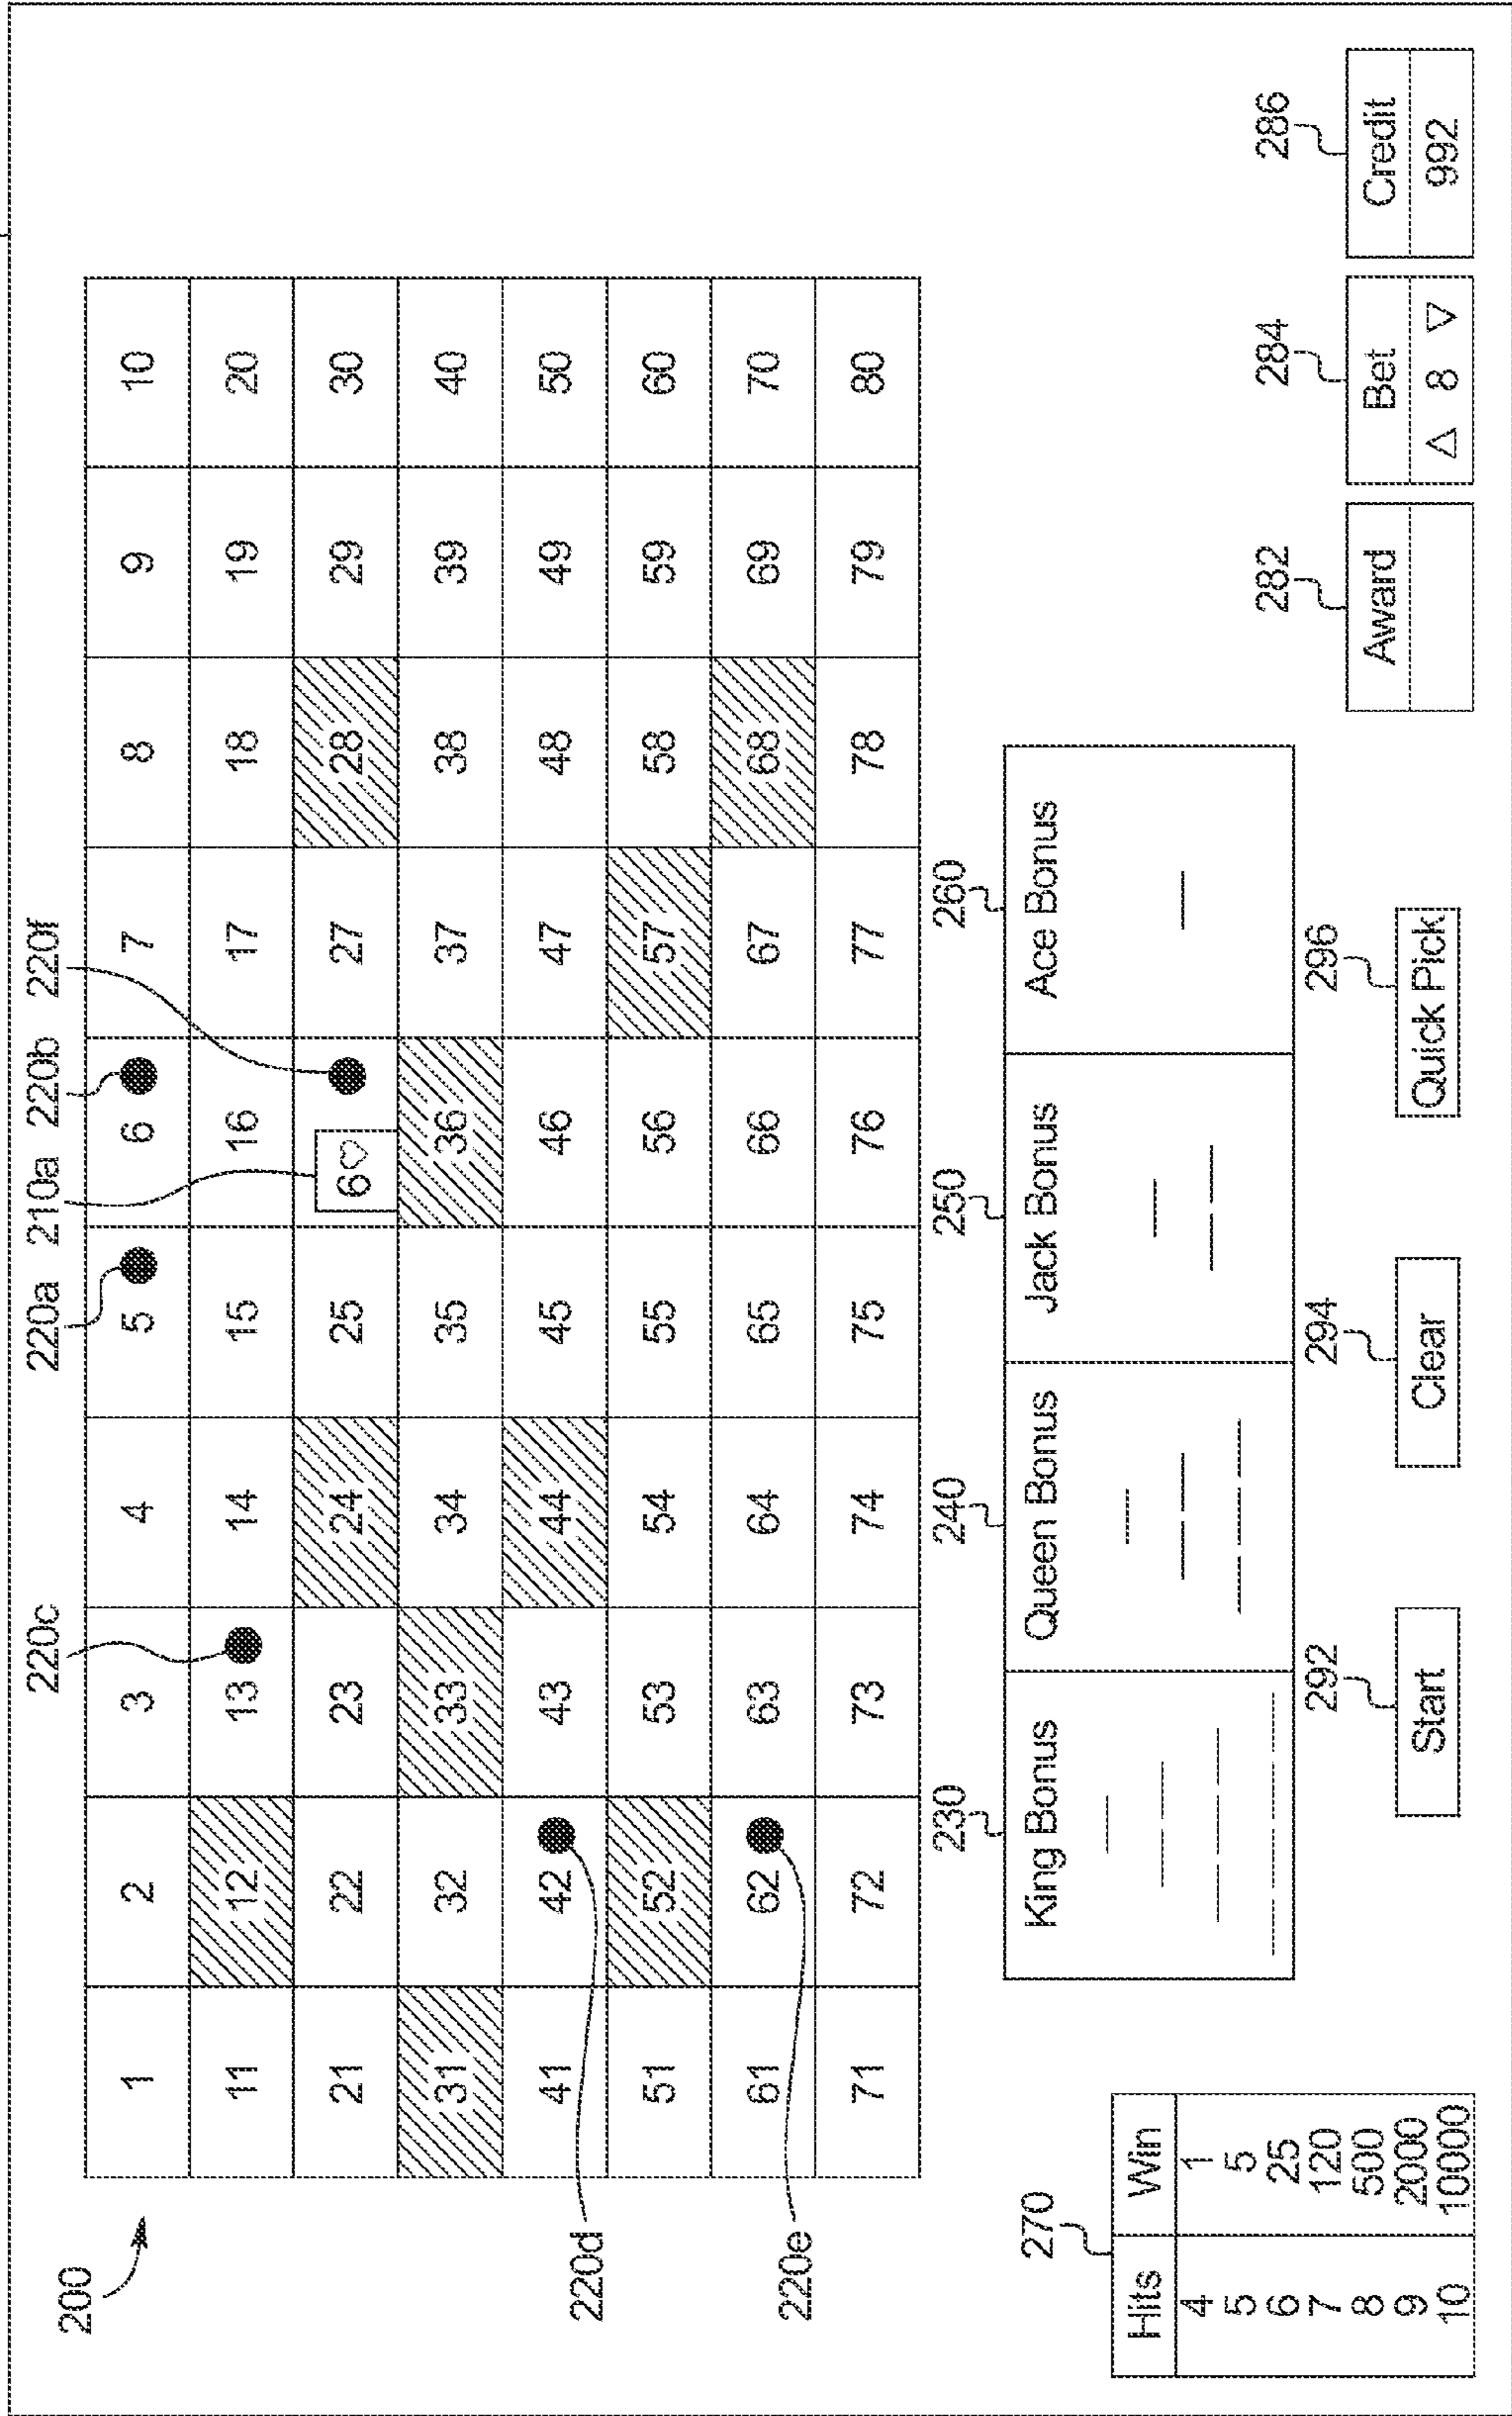 220c 220a 210a 220b 220f
200
1 2 3 4 5 6 7 8 9 10
11 12 13 14 15 16 17 18 19 20
21 22 23 24 25 6♡ 27 28 29 30
31 32 33 34 35 36 37 38 39 40
41 42 43 44 45 46 47 48 49 50
220d
51 52 53 54 55 56 57 58 59 60
61 62 63 64 65 66 67 68 69 70
220e
71 72 73 74 75 76 77 78 79 80
230 240 250 260
King Bonus Queen Bonus Jack Bonus Ace Bonus
270
Hits Win
4 1
5 5
6 25
7 120
8 500
9 2000
10 10000
292 294 296
Start Clear Quick Pick
282 284 286
Award Bet Credit
△ 8 ▽ 992